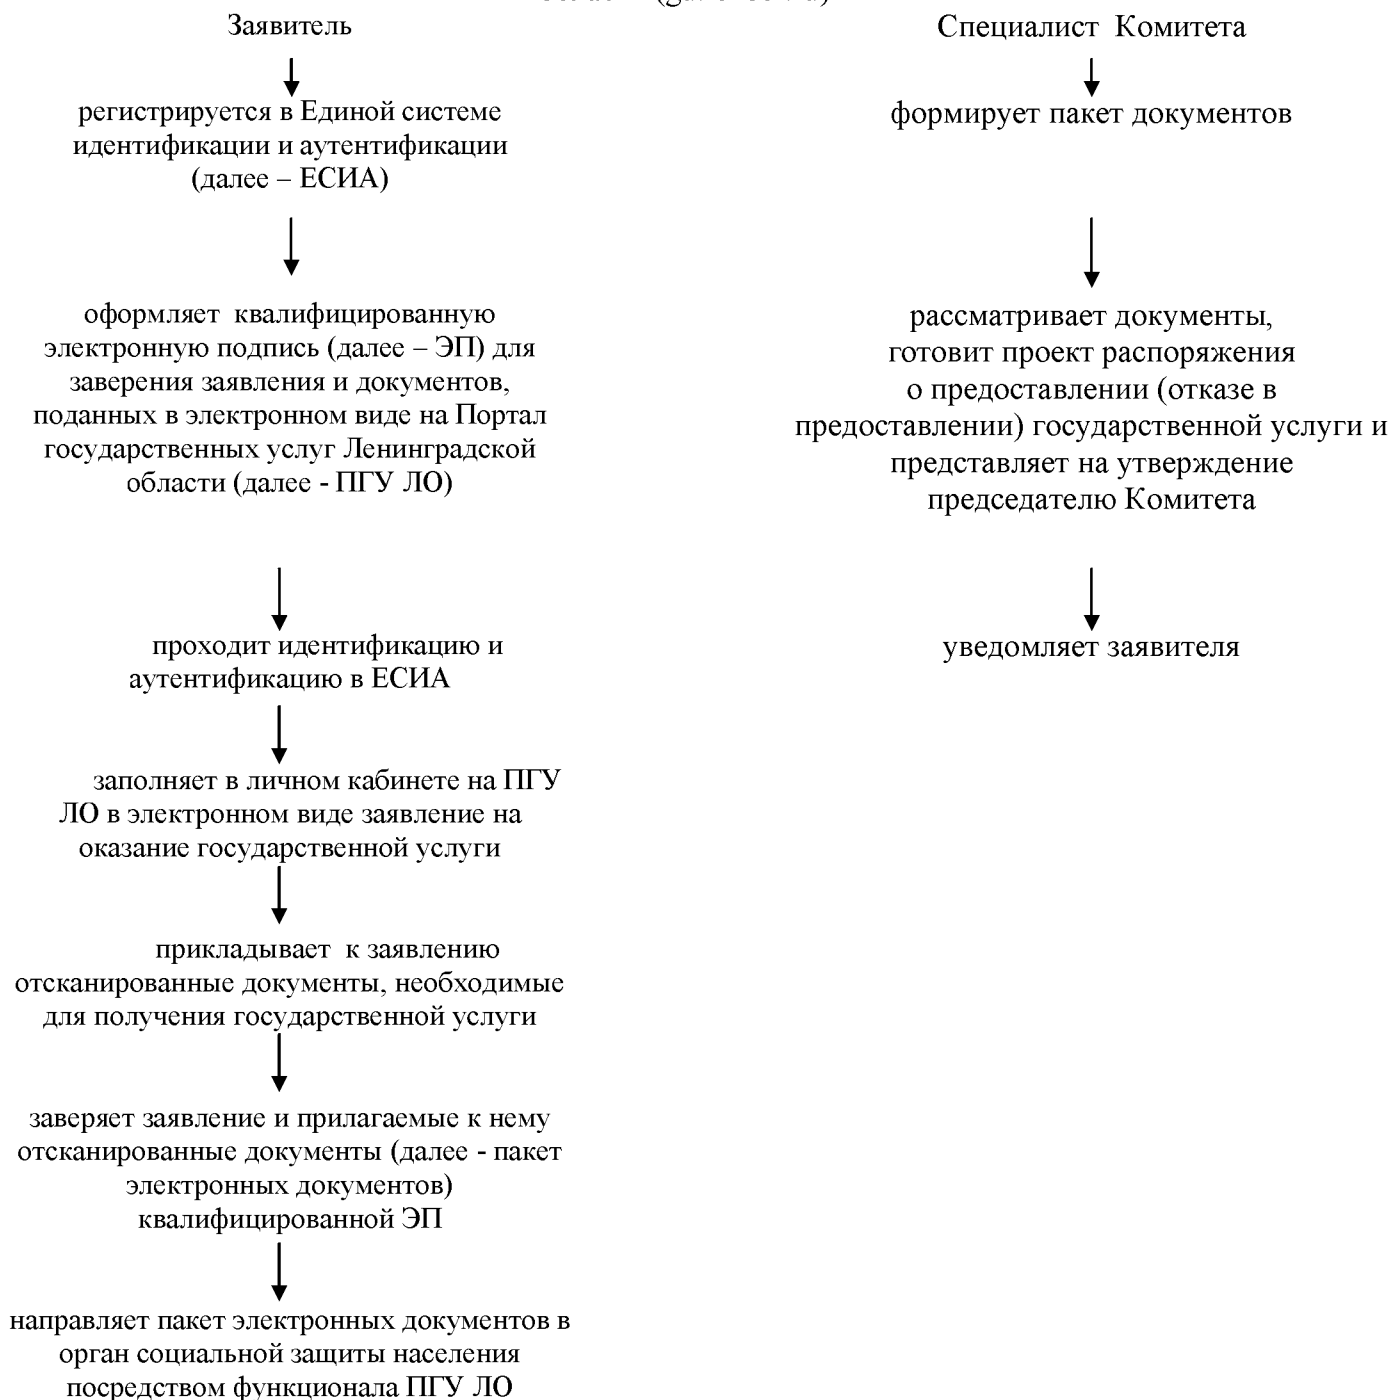 Заявитель
регистрируется в Единой системе
идентификации и аутентификации
(далее – ЕСИА)
оформляет квалифицированную
электронную подпись (далее – ЭП) для
заверения заявления и документов,
поданных в электронном виде на Портал
государственных услуг Ленинградской
области (далее - ПГУ ЛО)
проходит идентификацию и
аутентификацию в ЕСИА
заполняет в личном кабинете на ПГУ
ЛО в электронном виде заявление на
оказание государственной услуги
прикладывает к заявлению
отсканированные документы, необходимые
для получения государственной услуги
заверяет заявление и прилагаемые к нему
отсканированные документы (далее - пакет
электронных документов)
квалифицированной ЭП
направляет пакет электронных документов в
орган социальной защиты населения
посредством функционала ПГУ ЛО
Специалист Комитета
формирует пакет документов
рассматривает документы,
готовит проект распоряжения
о предоставлении (отказе в
предоставлении) государственной услуги и
представляет на утверждение
председателю Комитета
уведомляет заявителя